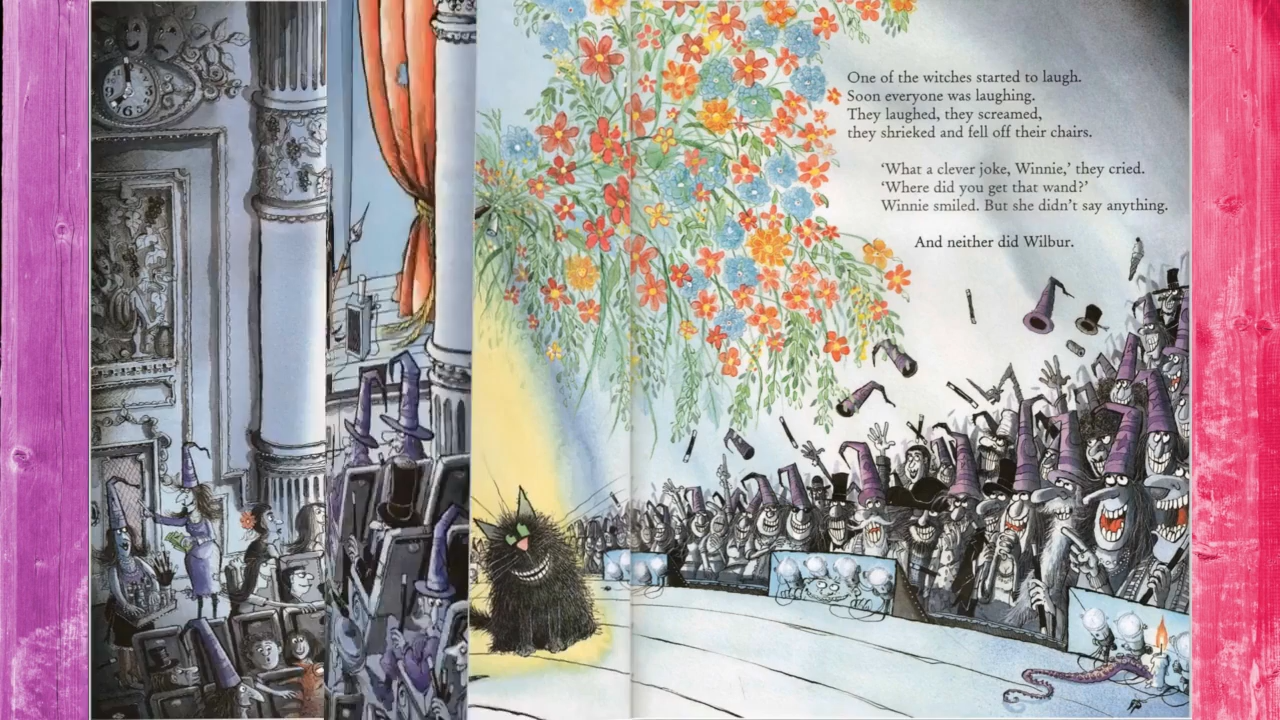 One of the witches started to laugh.
Soon everyone was laughing.
They laughed, they screamed,
they shrieked and fell off their chairs.
‘What a clever joke, Winnie,’ they cried.
‘Where did you get that wand?’
Winnie smiled. But she didn’t say anything.
And neither did Wilbur.